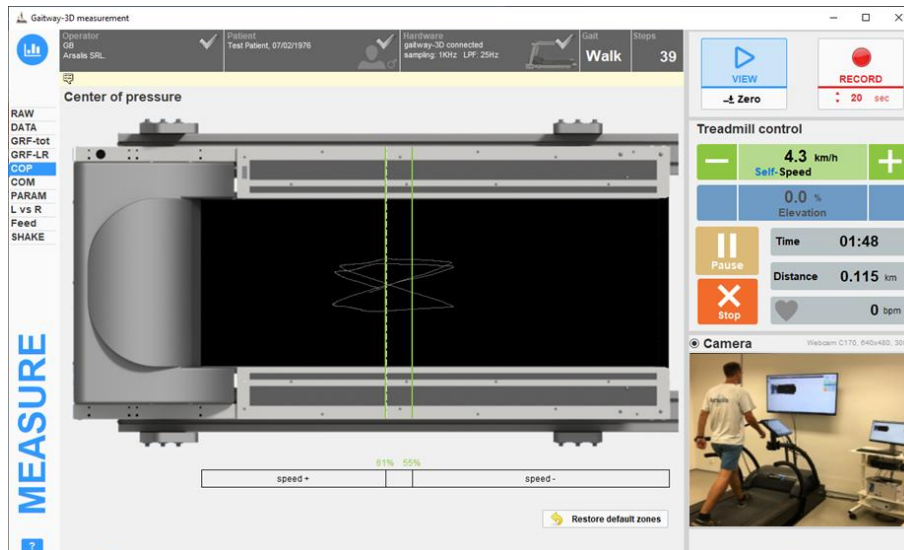 Gaitway-3D measurement
Operator
GB
Arsalis SRL.
Patient
Test Patient, 07/02/1976
Hardware
gaitway-3D connected
sampling: 1KHz LPF: 25Hz
Gait
Walk
Steps
39
Center of pressure
RAW
DATA
GRF-tot
GRF-LR
COP
COM
PARAM
L vs R
Feed
SHAKE
MEASURE
?
61% 55%
speed +
speed -
Restore default zones
VIEW
Zero
RECORD
20 sec
Treadmill control
4.3 km/h
Self-Speed
0.0 %
Elevation
Pause
Stop
Time 01:48
Distance 0.115 km
0 bpm
Camera
Webcam C170, 640x480, 30
Arsalis